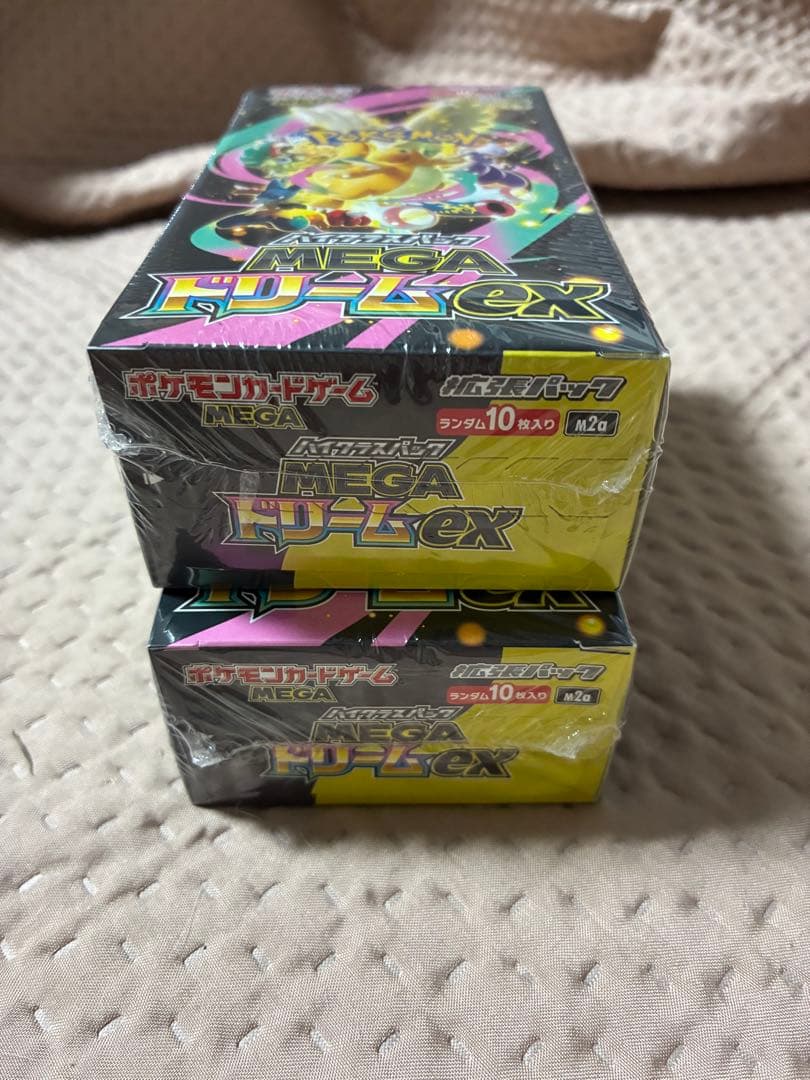 POKÉMON
ハイクラスパック
MEGA
ドリームex
ポケモンカードゲーム
MEGA
拡張パック
ランダム10枚入り
M2a
ハイクラスパック
MEGA
ドリームex
ポケモンカードゲーム
MEGA
拡張パック
ランダム10枚入り
M2a
ハイクラスパック
MEGA
ドリームex